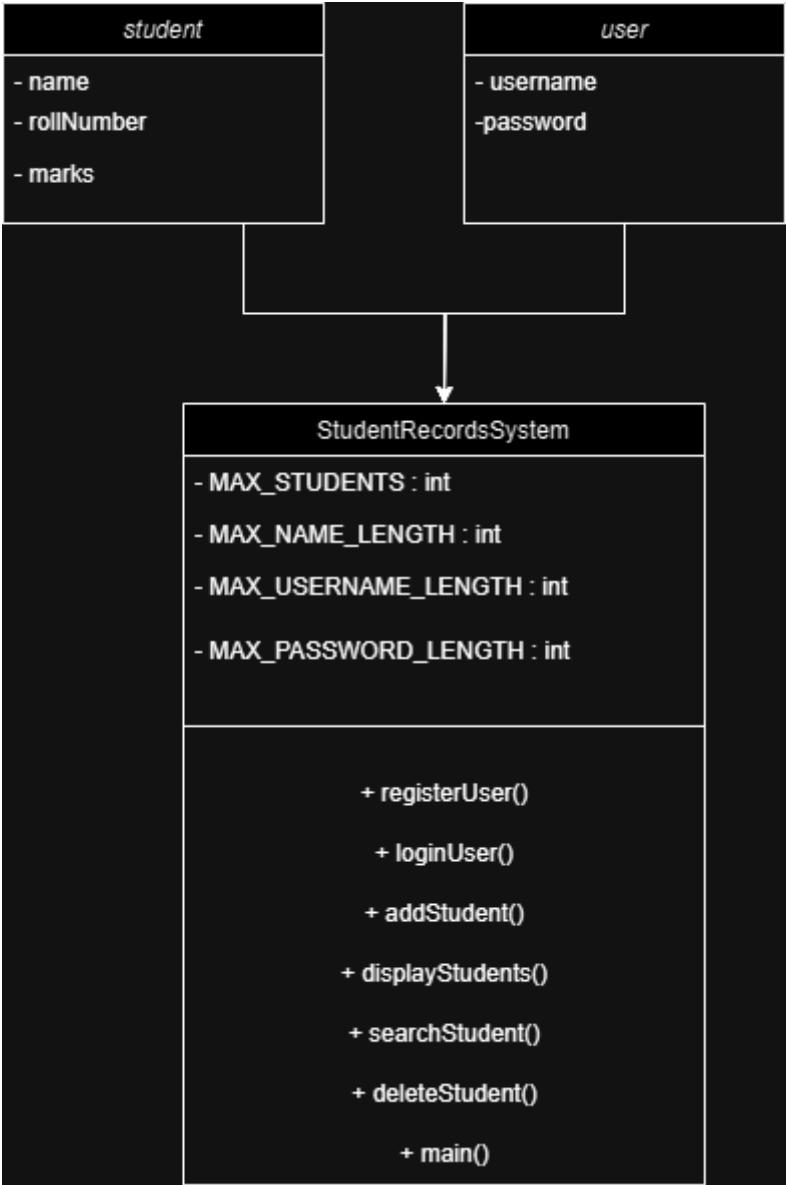 student
- name
- rollNumber
- marks
user
- username
-password
StudentRecordsSystem
- MAX_STUDENTS : int
- MAX_NAME_LENGTH : int
- MAX_USERNAME_LENGTH : int
- MAX_PASSWORD_LENGTH : int
+ registerUser()
+ loginUser()
+ addStudent()
+ displayStudents()
+ searchStudent()
+ deleteStudent()
+ main()